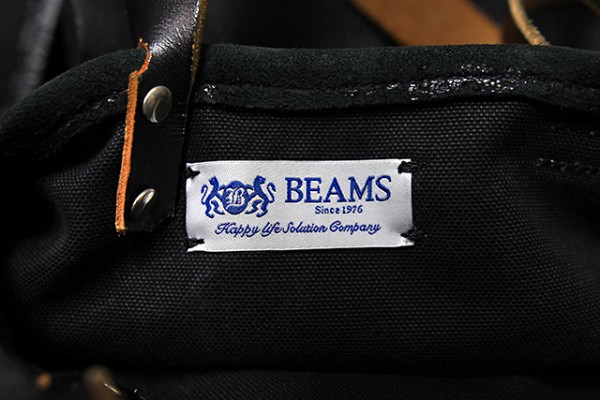 BEAMS
Since 1976
Happy life Solution Company